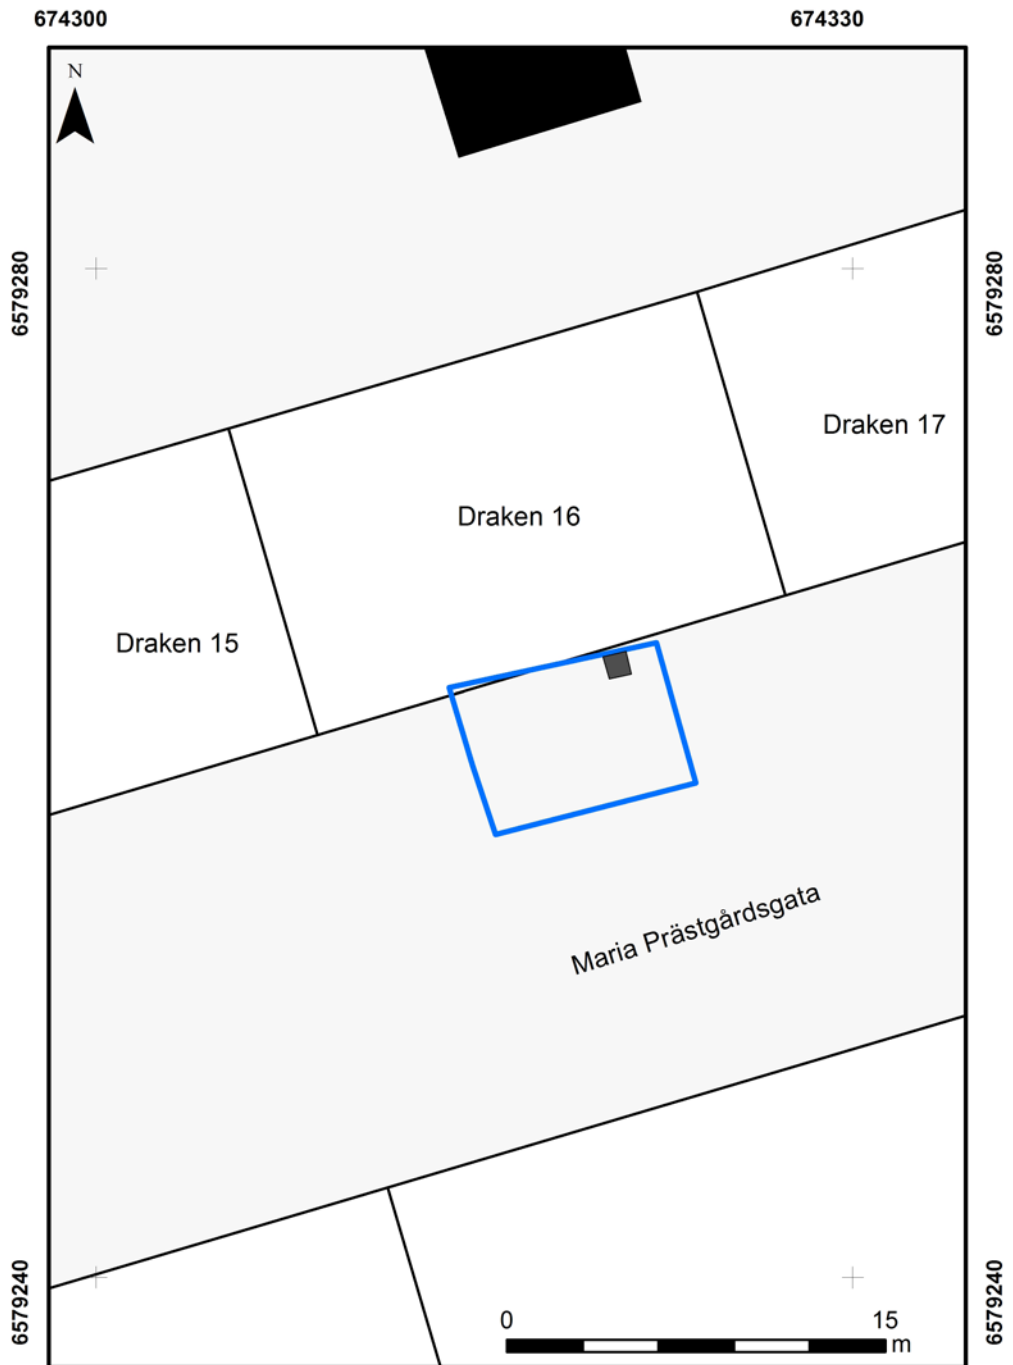 674300 674330
N
6579280 6579280
Draken 17
Draken 16
Draken 15
Maria Prästgårdsgata
6579240 6579240
0 15
m